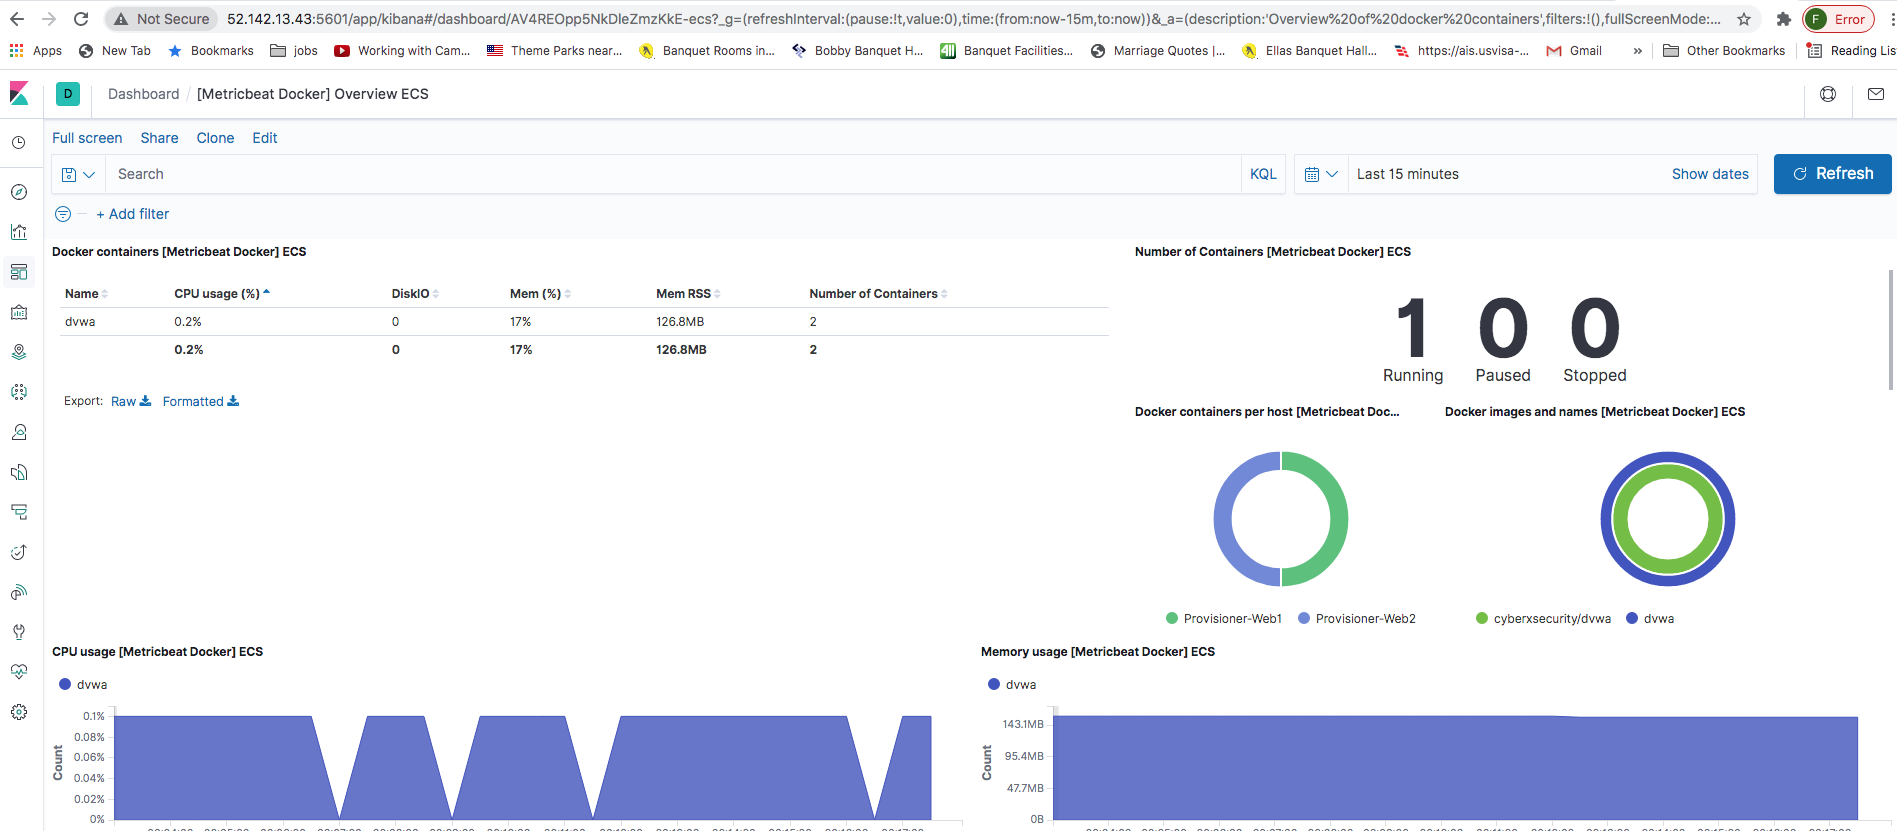 Not Secure 52.142.13.43:5601/app/kibana#/dashboard/AV4REOpp5NkDleZmzKkE-ecs?_g=(refreshInterval:(pause:!t,value:0),time:(from:now-15m,to:now))&_a=(description:'Overview%20of%20docker%20containers',filters:!(),fullScreenMode:... F Error
Apps New Tab Bookmarks jobs Working with Cam... Theme Parks near... Banquet Rooms in... Bobby Banquet H... Banquet Facilities... Marriage Quotes |... Ellas Banquet Hall... https://ais.usvisa-... Gmail » Other Bookmarks Reading Lis
D Dashboard / [Metricbeat Docker] Overview ECS
Full screen Share Clone Edit
Search KQL Last 15 minutes Show dates Refresh
+ Add filter
Docker containers [Metricbeat Docker] ECS
Name CPU usage (%) DiskIO Mem (%) Mem RSS Number of Containers
dvwa 0.2% 0 17% 126.8MB 2
0.2% 0 17% 126.8MB 2
Export: Raw Formatted
Number of Containers [Metricbeat Docker] ECS
1 0 0
Running Paused Stopped
Docker containers per host [Metricbeat Doc...
Provisioner-Web1 Provisioner-Web2
Docker images and names [Metricbeat Docker] ECS
cyberxsecurity/dvwa dvwa
CPU usage [Metricbeat Docker] ECS
dvwa
Count
0.1%
0.08%
0.06%
0.04%
0.02%
0%
Memory usage [Metricbeat Docker] ECS
dvwa
Count
143.1MB
95.4MB
47.7MB
0B